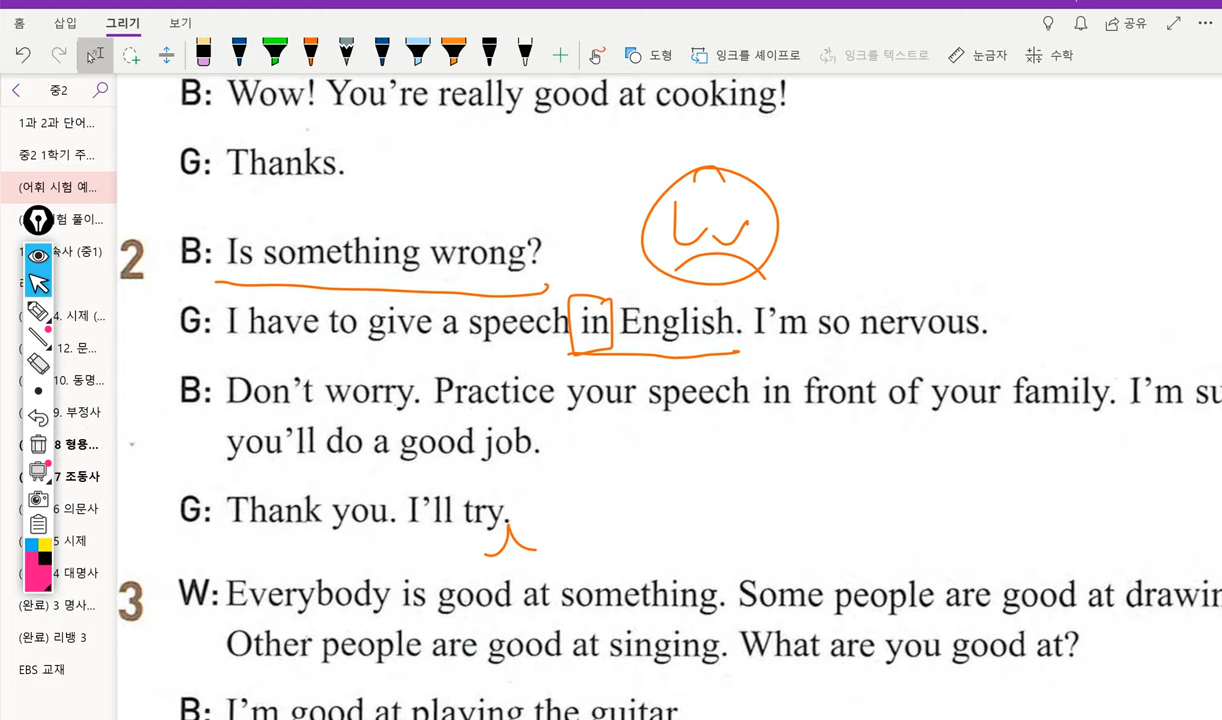 홈 삽입 그리기 보기
공유
도형 잉크를 셰이프로 잉크를 텍스트로 눈금자 수학
중2
1과 2과 단어...
중2 1학기 주...
(어휘 시험 예...
험 풀이...
속사 (중1)
4. 시제 (...
12. 문...
10. 동명...
9. 부정사
8 형용...
7 조동사
6 의문사
5 시제
4 대명사
(완료) 3 명사...
(완료) 리뱅 3
EBS 교재
B: Wow! You're really good at cooking!
G: Thanks.
2 B: Is something wrong?
G: I have to give a speech in English. I'm so nervous.
B: Don't worry. Practice your speech in front of your family. I'm su
you'll do a good job.
G: Thank you. I'll try.
3 W: Everybody is good at something. Some people are good at drawin
Other people are good at singing. What are you good at?
B: I'm good at playing the guitar